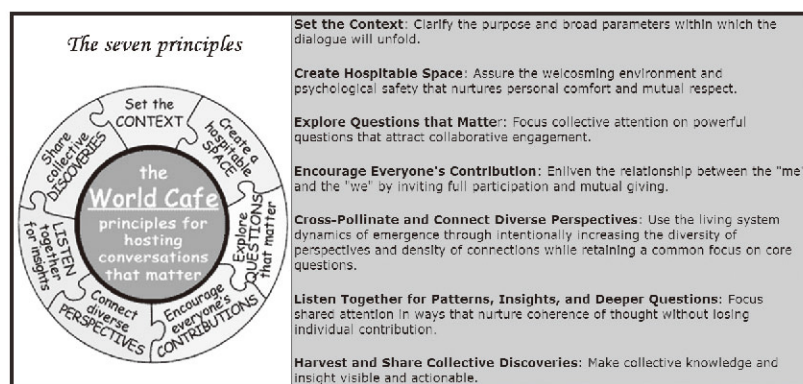 The seven principles
Set the
CONTEXT
Create a
hospitable
SPACE
Explore
QUESTIONS
that matter
Encourage
everyone's
CONTRIBUTIONS
Connect
diverse
PERSPECTIVES
LISTEN
together
for insights
Share
collective
DISCOVERIES
the
World Cafe
principles for
hosting
conversations
that matter
Set the Context: Clarify the purpose and broad parameters within which the
dialogue will unfold.
Create Hospitable Space: Assure the welcosming environment and
psychological safety that nurtures personal comfort and mutual respect.
Explore Questions that Matter: Focus collective attention on powerful
questions that attract collaborative engagement.
Encourage Everyone's Contribution: Enliven the relationship between the "me"
and the "we" by inviting full participation and mutual giving.
Cross-Pollinate and Connect Diverse Perspectives: Use the living system
dynamics of emergence through intentionally increasing the diversity of
perspectives and density of connections while retaining a common focus on core
questions.
Listen Together for Patterns, Insights, and Deeper Questions: Focus
shared attention in ways that nurture coherence of thought without losing
individual contribution.
Harvest and Share Collective Discoveries: Make collective knowledge and
insight visible and actionable.